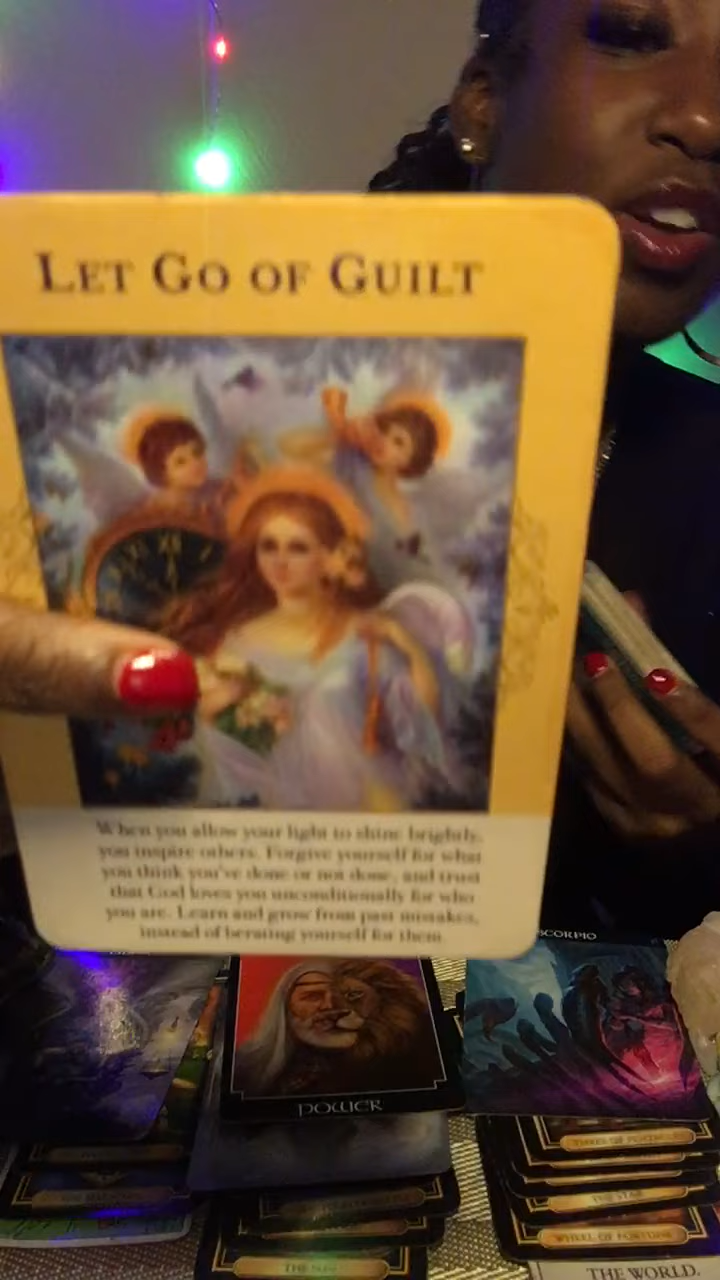 LET GO OF GUILT
When you allow your light to shine brightly,
you inspire others. Forgive yourself for what
you think you've done or not done, and trust
that God loves you unconditionally for who
you are. Learn and grow from past mistakes,
instead of berating yourself for them.
SCORPIO
POWER
THREE OF PENTACLES
THE STAR
WHEEL OF FORTUNE
THE WORLD.